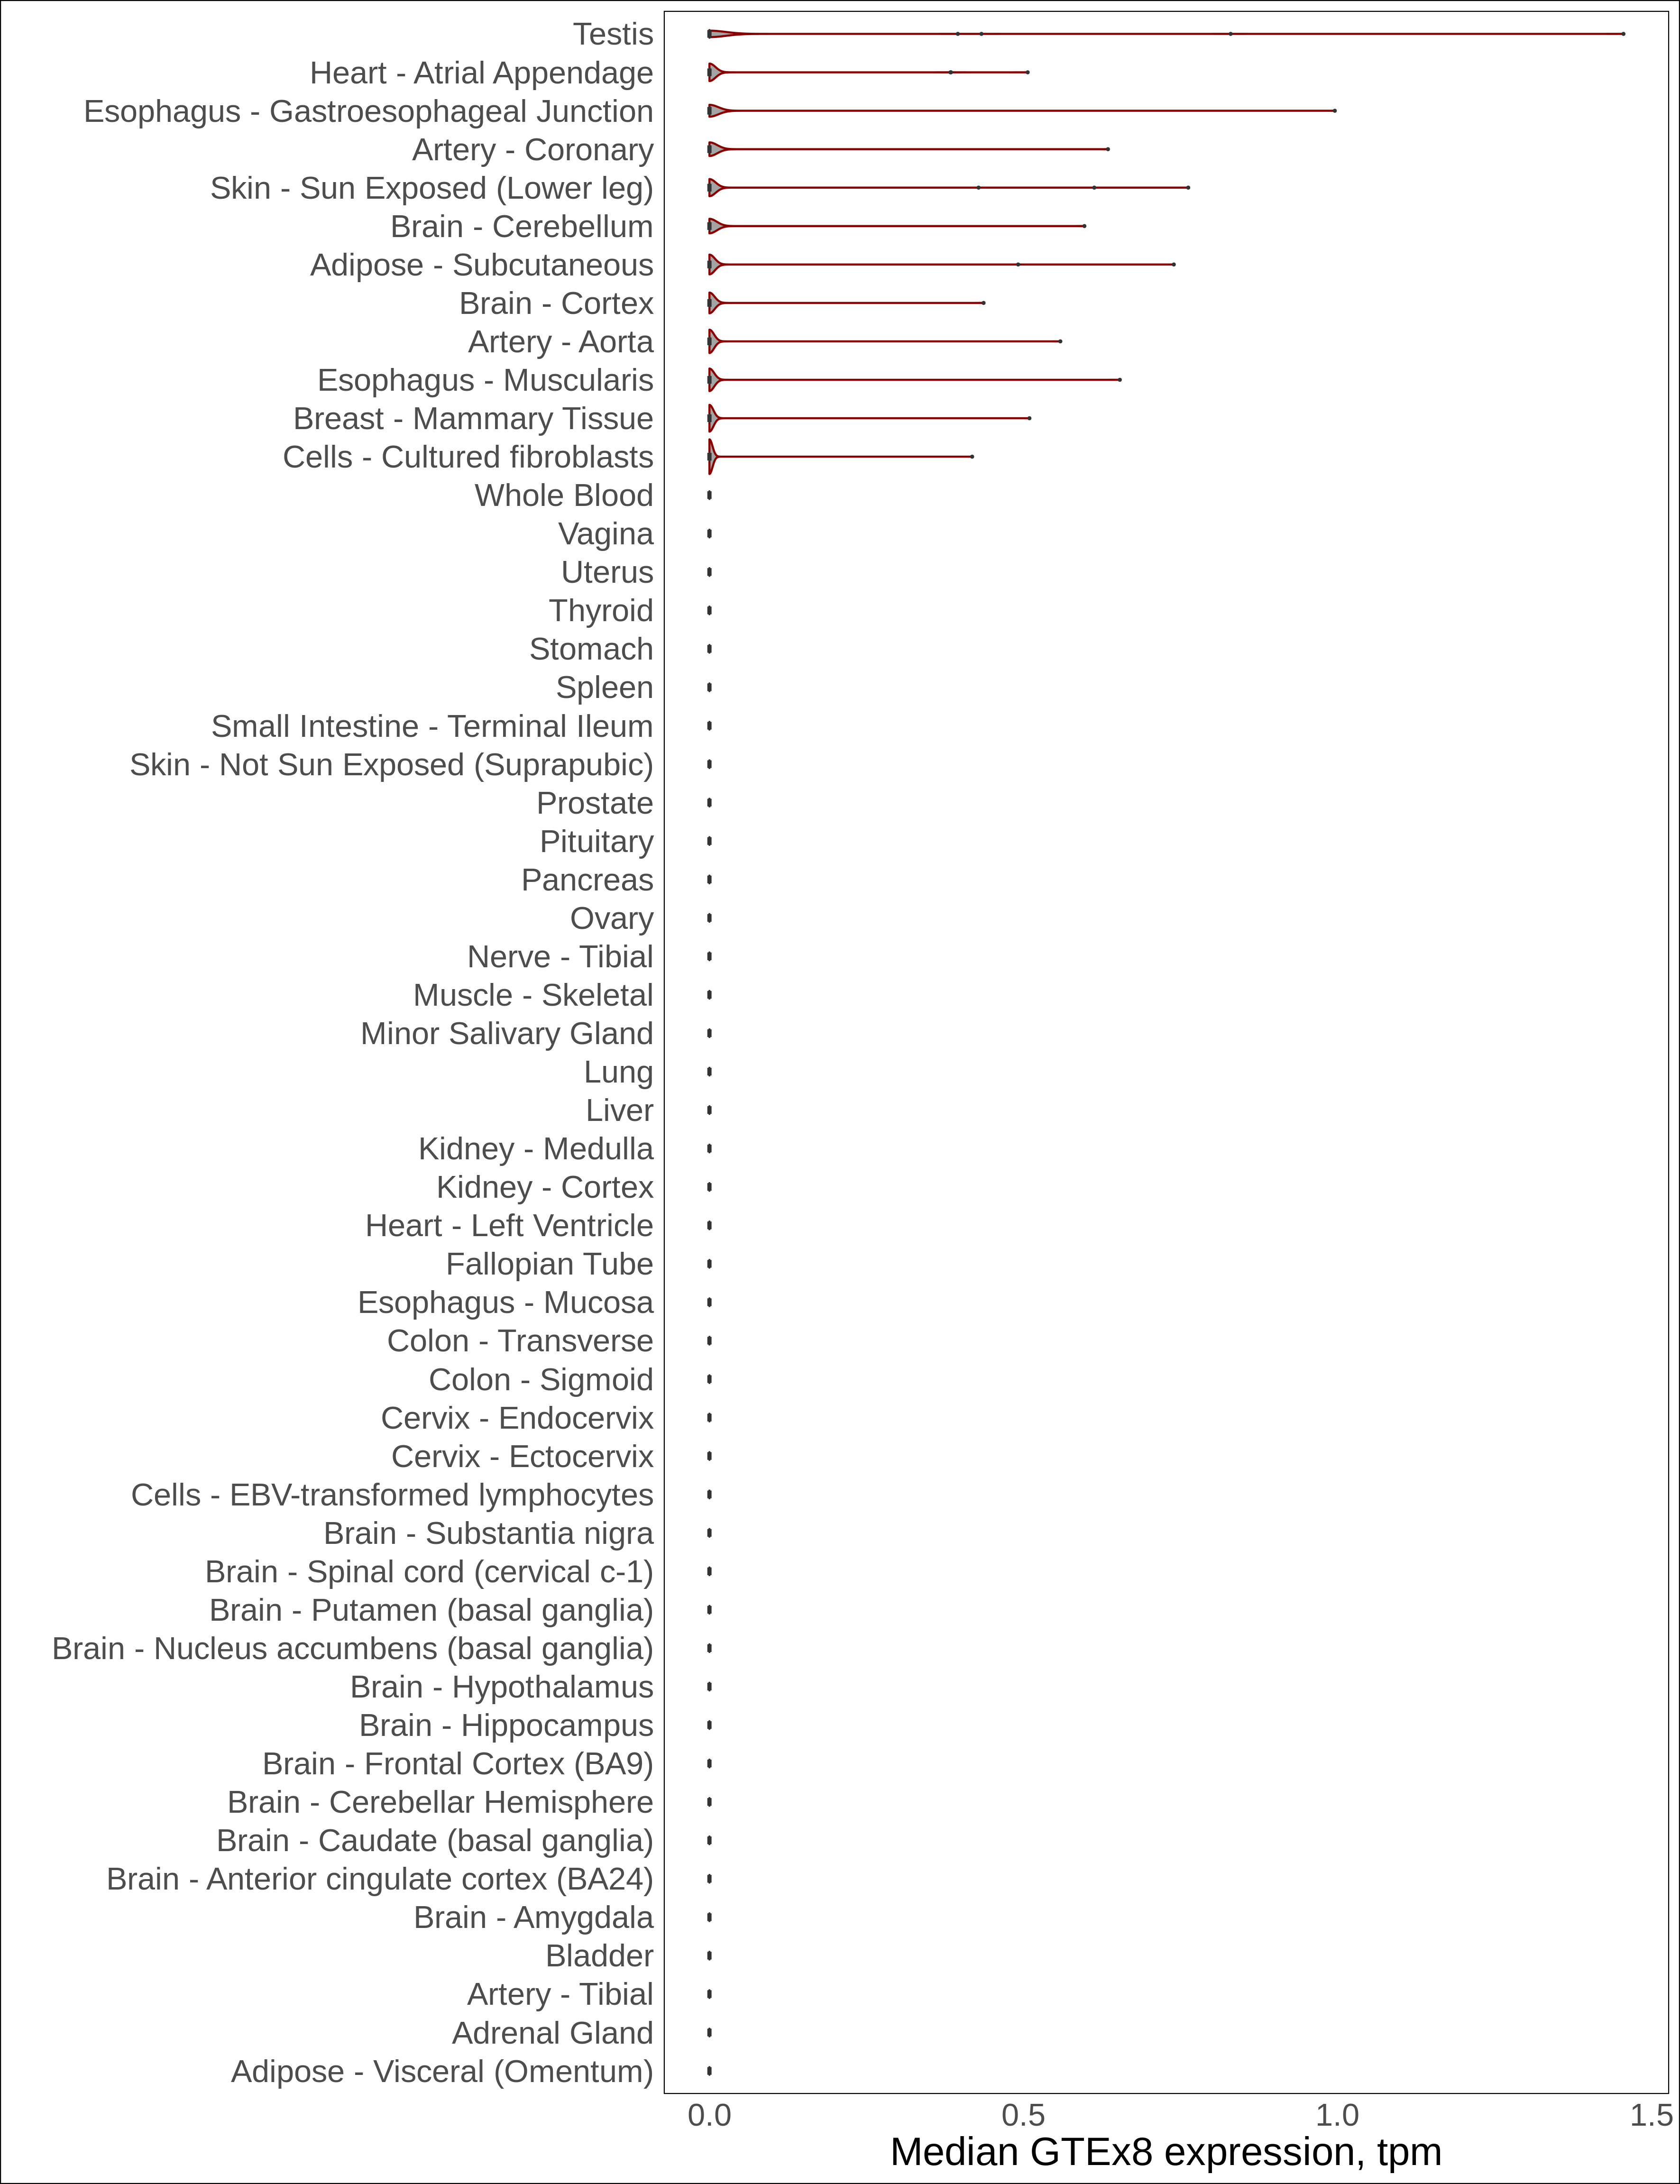 Testis
Heart - Atrial Appendage
Esophagus - Gastroesophageal Junction
Artery - Coronary
Skin - Sun Exposed (Lower leg)
Brain - Cerebellum
Adipose - Subcutaneous
Brain - Cortex
Artery - Aorta
Esophagus - Muscularis
Breast - Mammary Tissue
Cells - Cultured fibroblasts
Whole Blood
Vagina
Uterus
Thyroid
Stomach
Spleen
Small Intestine - Terminal Ileum
Skin - Not Sun Exposed (Suprapubic)
Prostate
Pituitary
Pancreas
Ovary
Nerve - Tibial
Muscle - Skeletal
Minor Salivary Gland
Lung
Liver
Kidney - Medulla
Kidney - Cortex
Heart - Left Ventricle
Fallopian Tube
Esophagus - Mucosa
Colon - Transverse
Colon - Sigmoid
Cervix - Endocervix
Cervix - Ectocervix
Cells - EBV-transformed lymphocytes
Brain - Substantia nigra
Brain - Spinal cord (cervical c-1)
Brain - Putamen (basal ganglia)
Brain - Nucleus accumbens (basal ganglia)
Brain - Hypothalamus
Brain - Hippocampus
Brain - Frontal Cortex (BA9)
Brain - Cerebellar Hemisphere
Brain - Caudate (basal ganglia)
Brain - Anterior cingulate cortex (BA24)
Brain - Amygdala
Bladder
Artery - Tibial
Adrenal Gland
Adipose - Visceral (Omentum)
0.0 0.5 1.0 1.5
Median GTEx8 expression, tpm